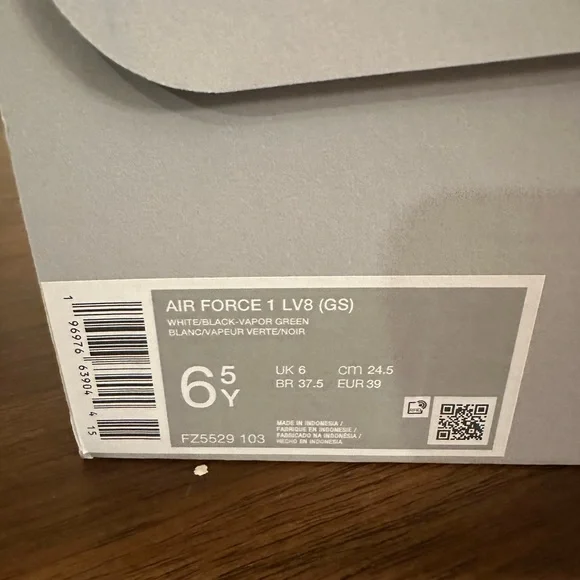 AIR FORCE 1 LV8 (GS)
WHITE/BLACK-VAPOR GREEN
BLANC/VAPEUR VERTE/NOIR
6 5 Y
UK 6 cm 24.5
BR 37.5 EUR 39
FZ5529 103
MADE IN INDONESIA /
FABRIQUE EN INDONESIE /
FABRICADO NA INDONÉSIA /
HECHO EN INDONESIA
1 96976 63904 4 15